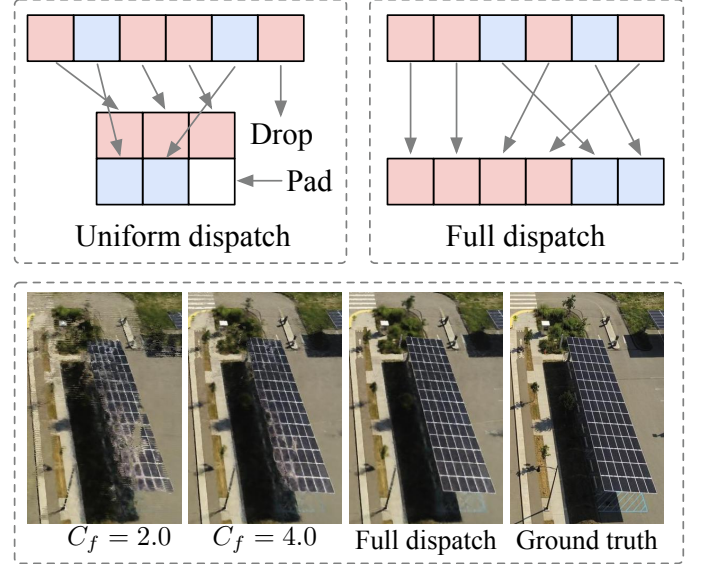 Drop
Pad
Uniform dispatch
Full dispatch
C_f = 2.0
C_f = 4.0
Full dispatch
Ground truth